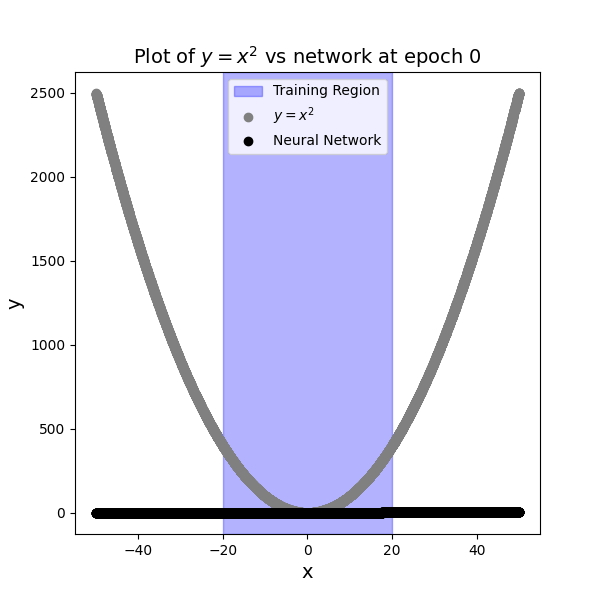 Plot of y = x² vs network at epoch 0
Training Region
y = x²
Neural Network
2500
2000
1500
1000
500
0
y
−40
−20
0
20
40
x